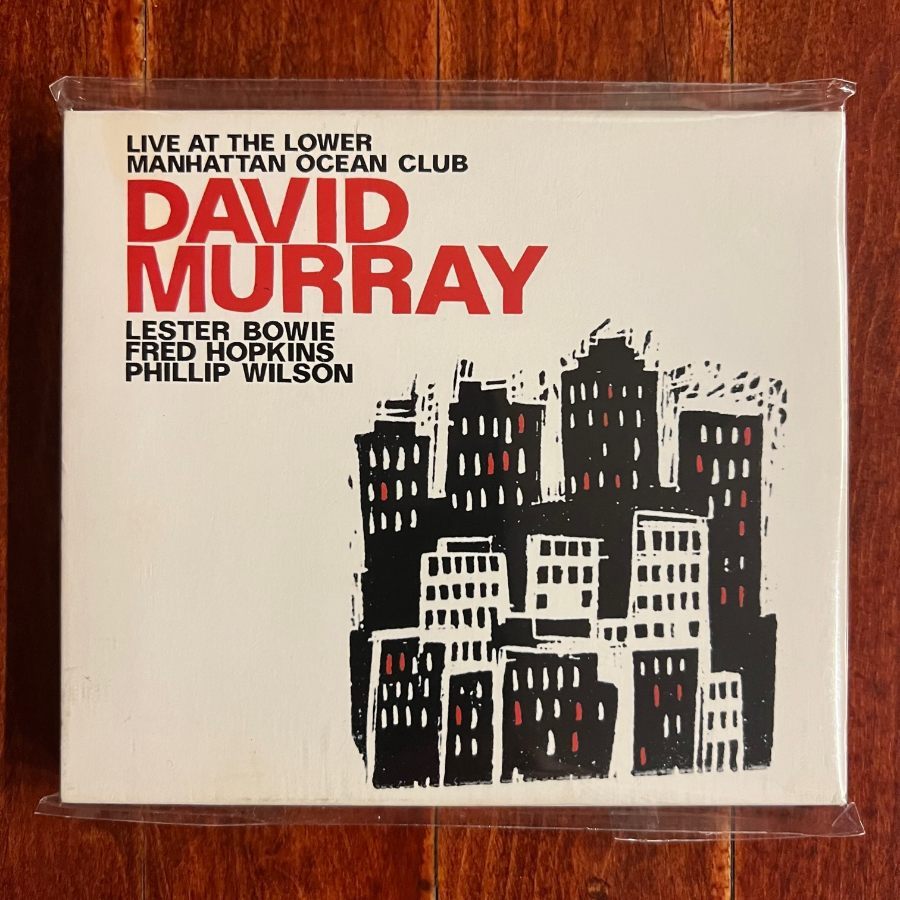 LIVE AT THE LOWER
MANHATTAN OCEAN CLUB
DAVID
MURRAY
LESTER BOWIE
FRED HOPKINS
PHILLIP WILSON